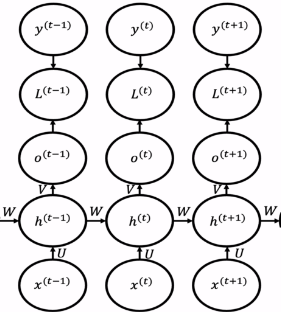 y^(t−1) y^(t) y^(t+1)
L^(t−1) L^(t) L^(t+1)
o^(t−1) o^(t) o^(t+1)
V V V
W h^(t−1) W h^(t) W h^(t+1) W
U U U
x^(t−1) x^(t) x^(t+1)